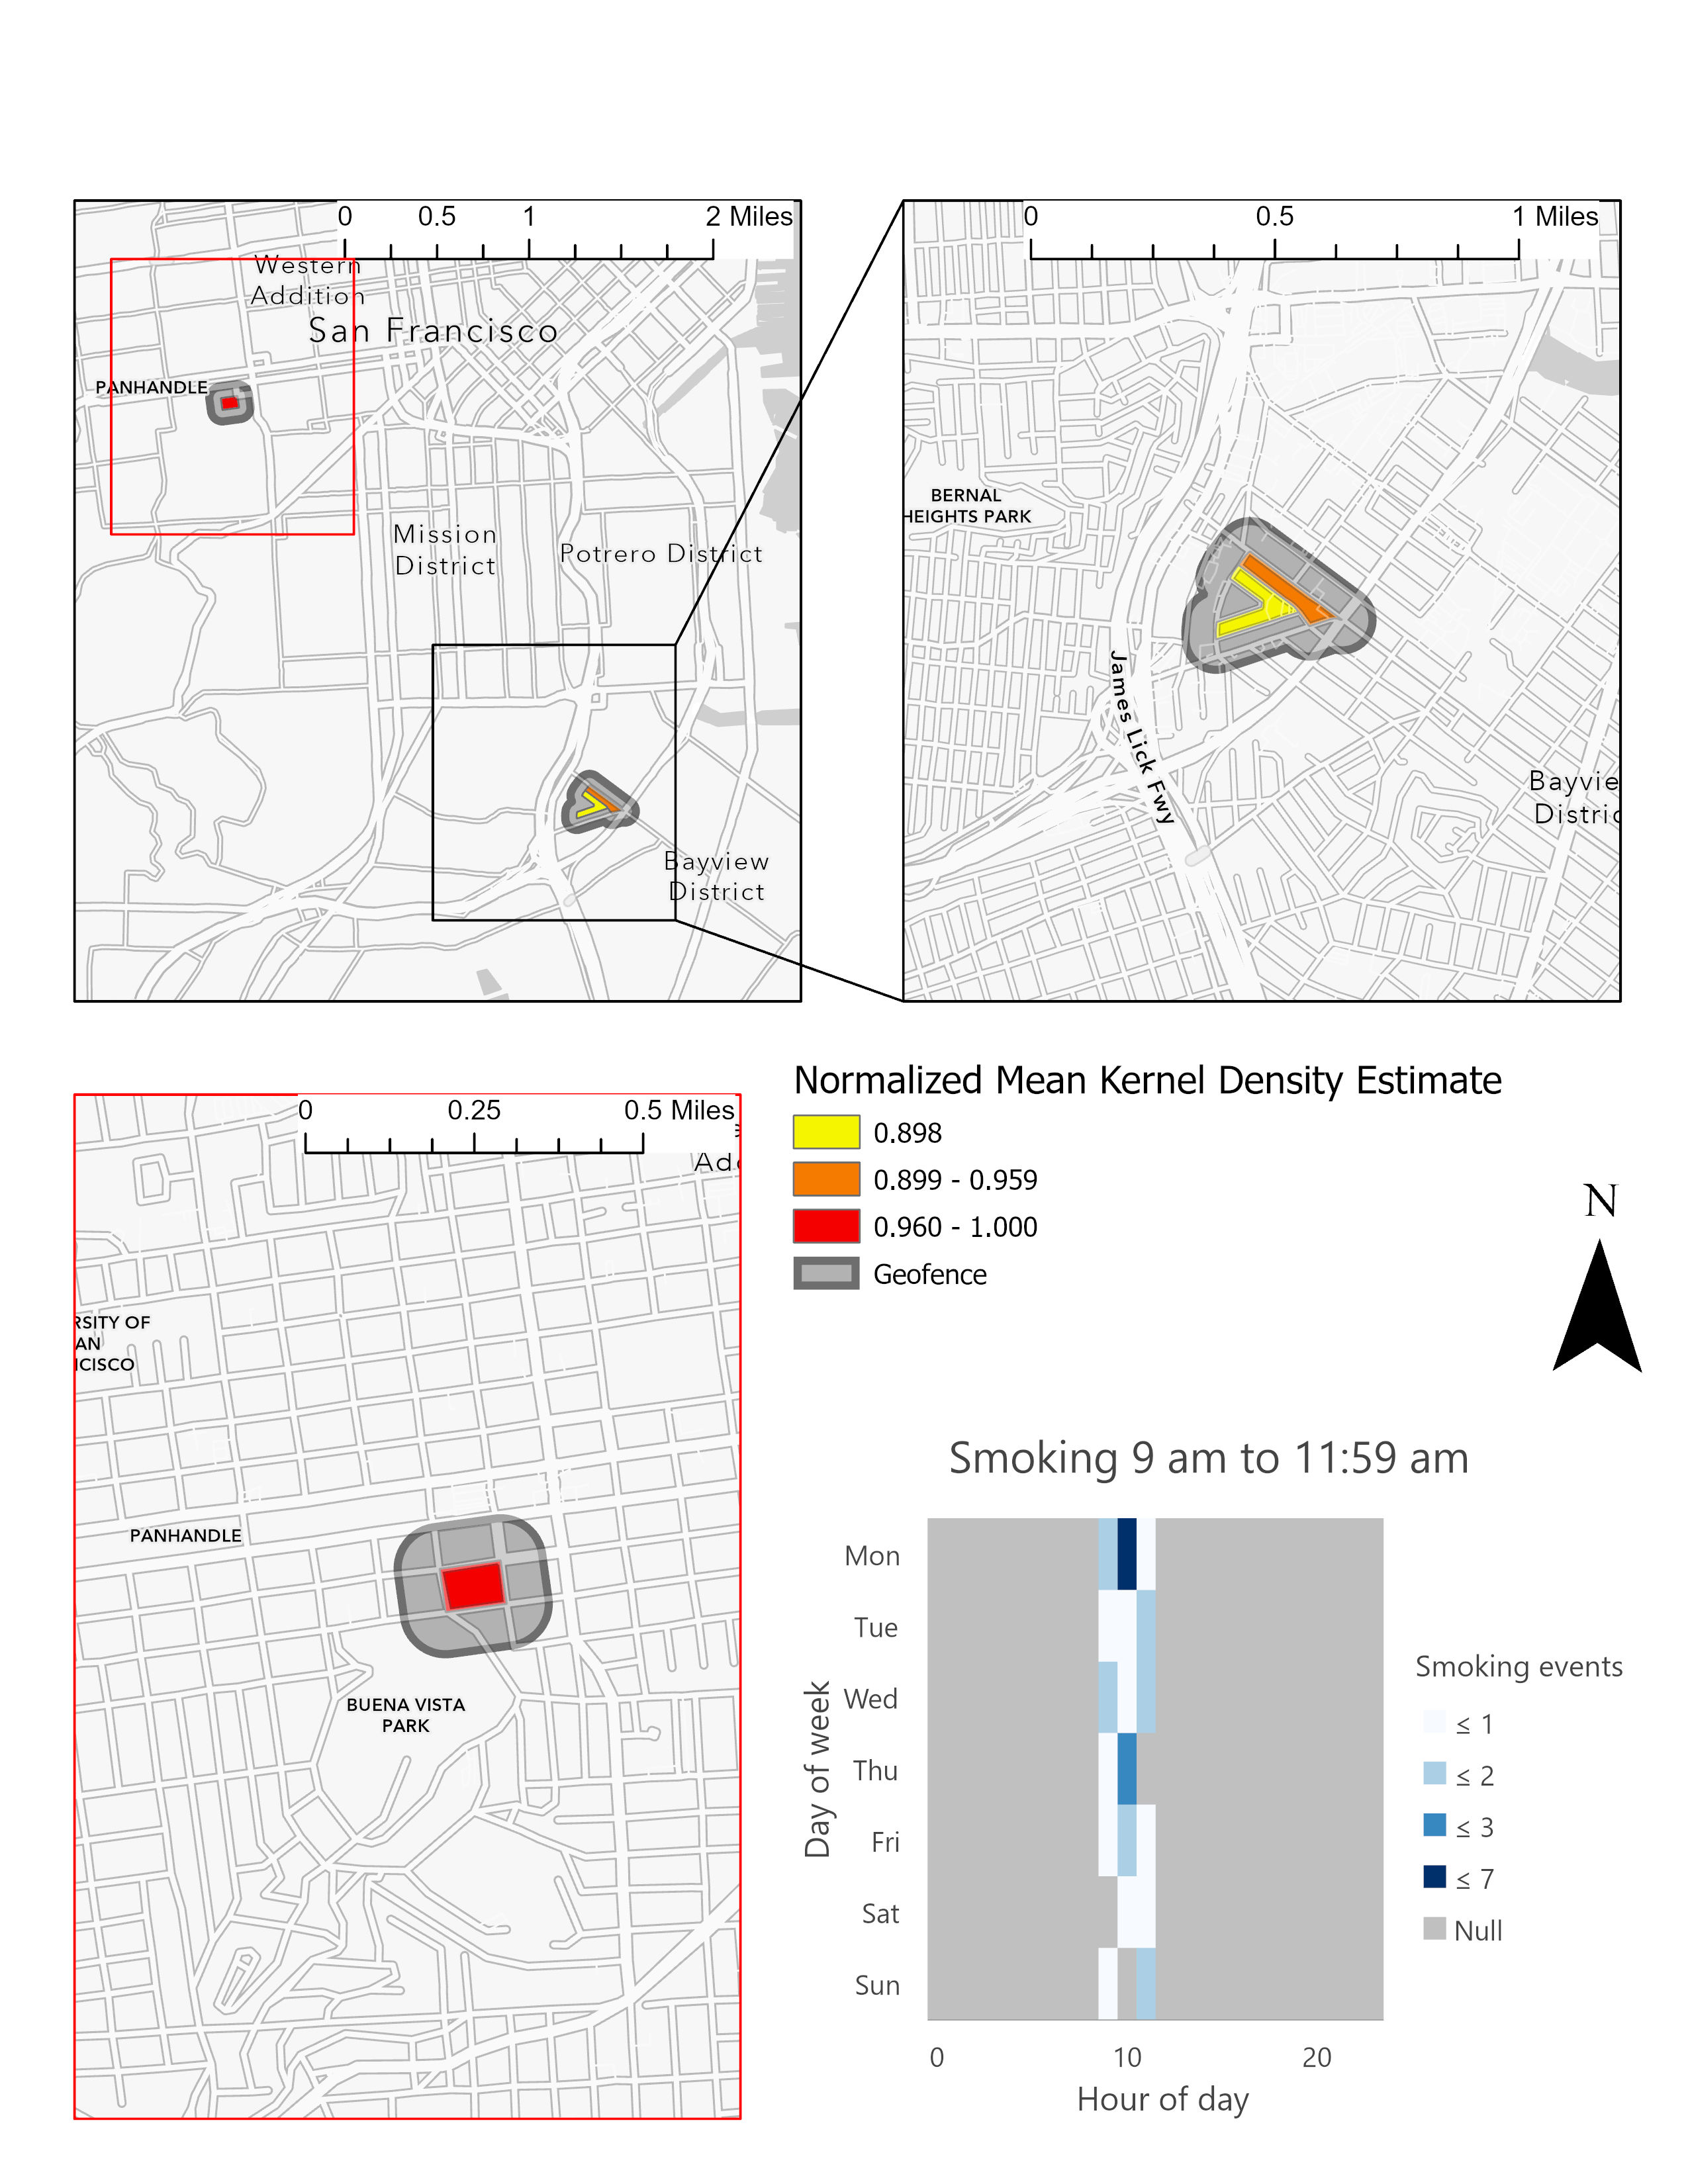 0 0.5 1 2 Miles
Western
Addition
San Francisco
PANHANDLE
Mission
District
Potrero District
Bayview
District
0 0.5 1 Miles
BERNAL
HEIGHTS PARK
James Lick Fwy
Bayvie
Distric
0 0.25 0.5 Miles
Add
RSITY OF
AN
NCISCO
PANHANDLE
BUENA VISTA
PARK
Normalized Mean Kernel Density Estimate
0.898
0.899 - 0.959
0.960 - 1.000
Geofence
N
Smoking 9 am to 11:59 am
Day of week
Mon
Tue
Wed
Thu
Fri
Sat
Sun
0 10 20
Hour of day
Smoking events
≤ 1
≤ 2
≤ 3
≤ 7
Null